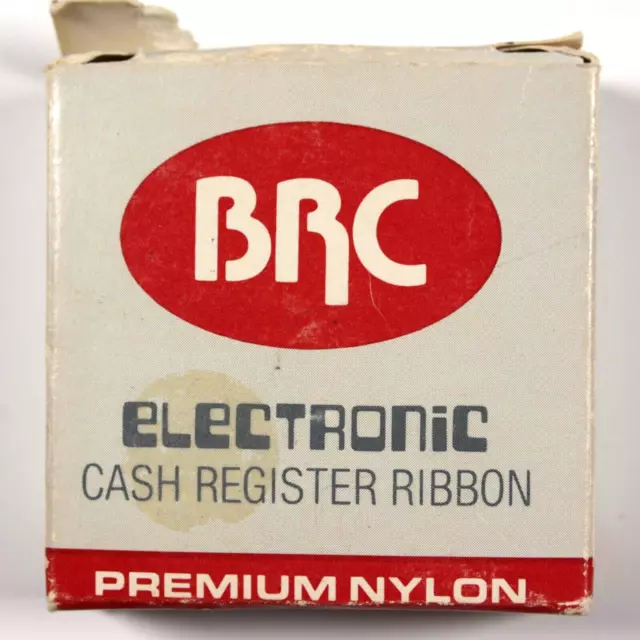 BRC
ELECTRONiC
CASH REGISTER RIBBON
PREMIUM NYLON